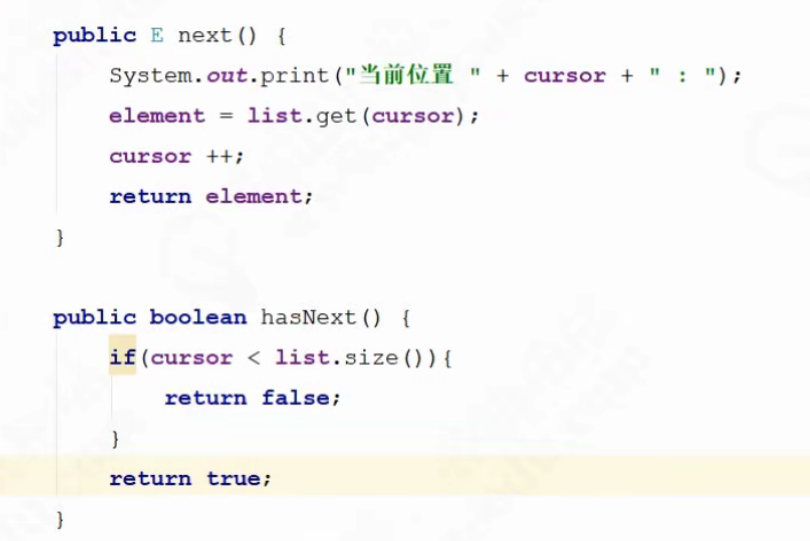 public E next() {
System.out.print("当前位置 " + cursor + " : ");
element = list.get(cursor);
cursor ++;
return element;
}
public boolean hasNext() {
if(cursor < list.size()){
return false;
}
return true;
}